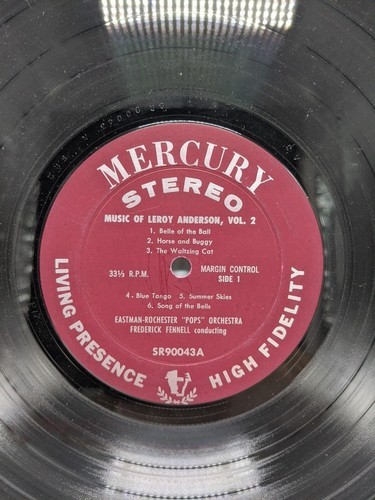 MERCURY
STEREO
MUSIC OF LEROY ANDERSON, VOL. 2
1. Belle of the Ball
2. Horse and Buggy
3. The Waltzing Cat
33⅓ R.P.M.
MARGIN CONTROL
SIDE 1
4. Blue Tango 5. Summer Skies
6. Song of the Bells
EASTMAN-ROCHESTER "POPS" ORCHESTRA
FREDERICK FENNELL conducting
SR90043A
LIVING PRESENCE
HIGH FIDELITY